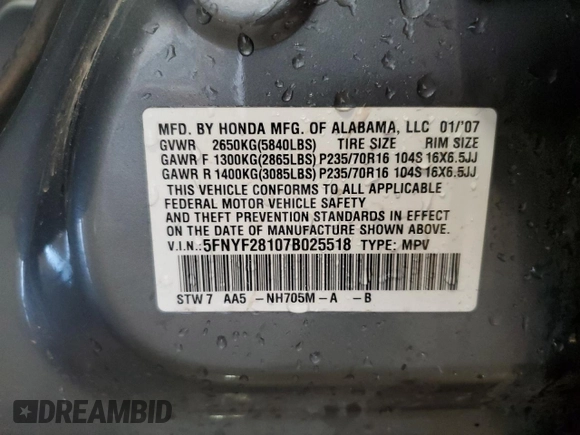 MFD. BY HONDA MFG. OF ALABAMA, LLC 01/'07
GVWR 2650KG(5840LBS) TIRE SIZE RIM SIZE
GAWR F 1300KG(2865LBS) P235/70R16 104S 16X6.5JJ
GAWR R 1400KG(3085LBS) P235/70R16 104S 16X6.5JJ
THIS VEHICLE CONFORMS TO ALL APPLICABLE
FEDERAL MOTOR VEHICLE SAFETY
AND THEFT PREVENTION STANDARDS IN EFFECT
ON THE DATE OF MANUFACTURE SHOWN ABOVE.
V.I.N.:5FNYF28107B025518 TYPE: MPV
STW 7 AA5 -NH705M-A -B
DREAMBID